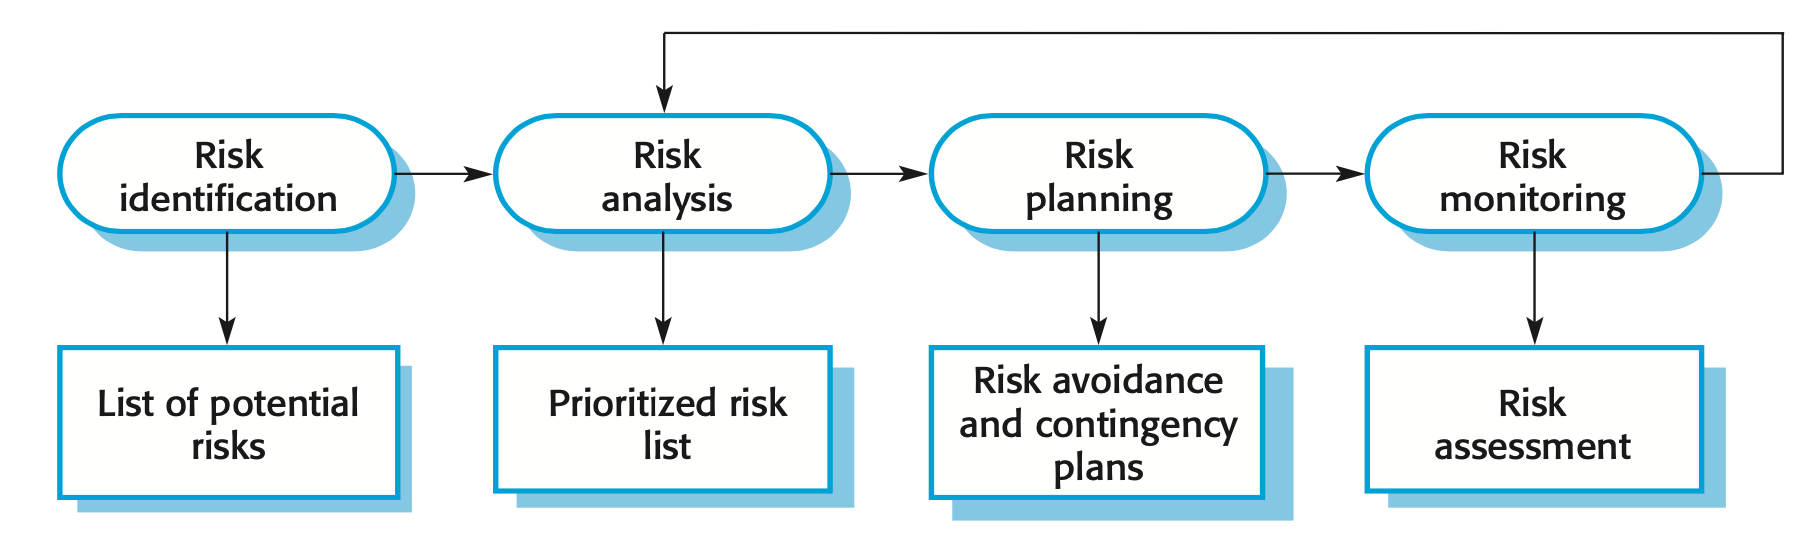 Risk
identification
Risk
analysis
Risk
planning
Risk
monitoring
List of potential
risks
Prioritized risk
list
Risk avoidance
and contingency
plans
Risk
assessment